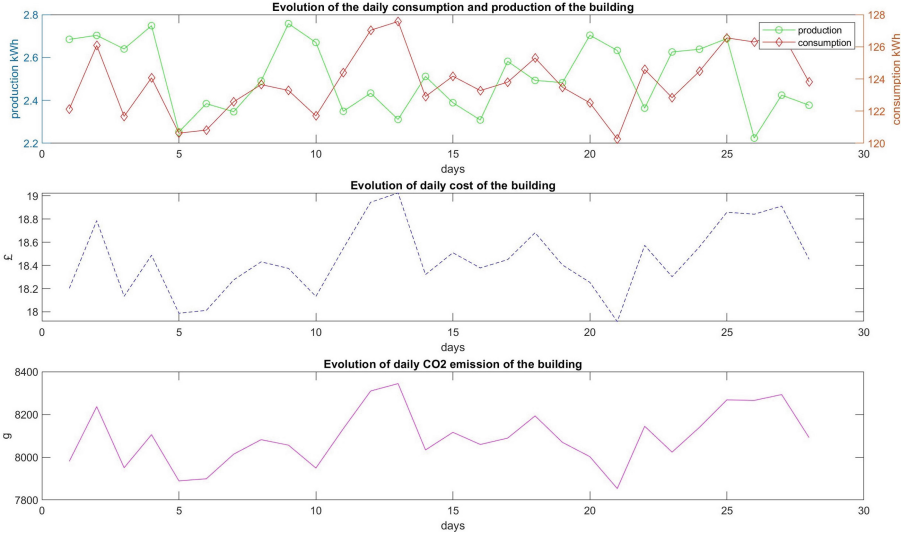 Evolution of the daily consumption and production of the building
production kWh
2.8
2.6
2.4
2.2
128
126
124
122
120
consumption kWh
production
consumption
0 5 10 15 20 25 30
days
Evolution of daily cost of the building
£
19
18.8
18.6
18.4
18.2
18
0 5 10 15 20 25 30
days
Evolution of daily CO2 emission of the building
g
8400
8200
8000
7800
0 5 10 15 20 25 30
days